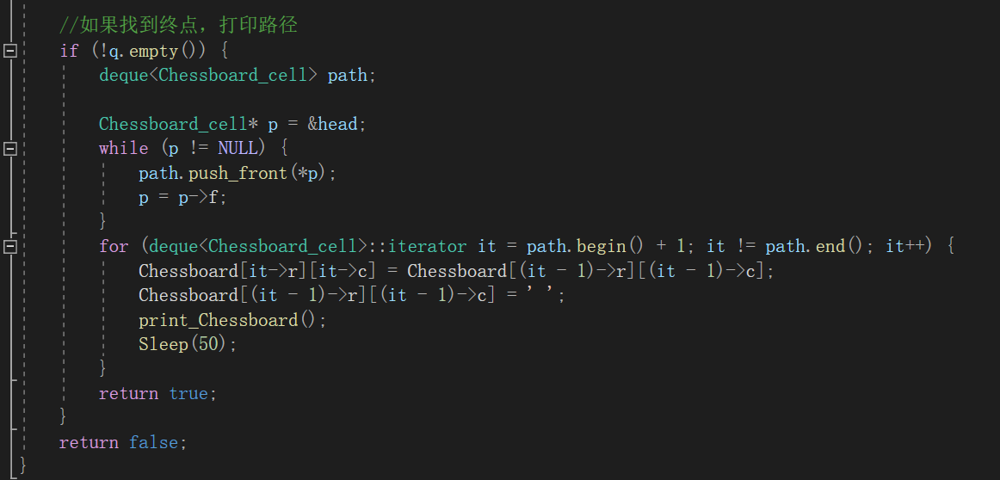 //如果找到终点，打印路径
if (!q.empty()) {
deque<Chessboard_cell> path;
Chessboard_cell* p = &head;
while (p != NULL) {
path.push_front(*p);
p = p->f;
}
for (deque<Chessboard_cell>::iterator it = path.begin() + 1; it != path.end(); it++) {
Chessboard[it->r][it->c] = Chessboard[(it - 1)->r][(it - 1)->c];
Chessboard[(it - 1)->r][(it - 1)->c] = ' ';
print_Chessboard();
Sleep(50);
}
return true;
}
return false;
}